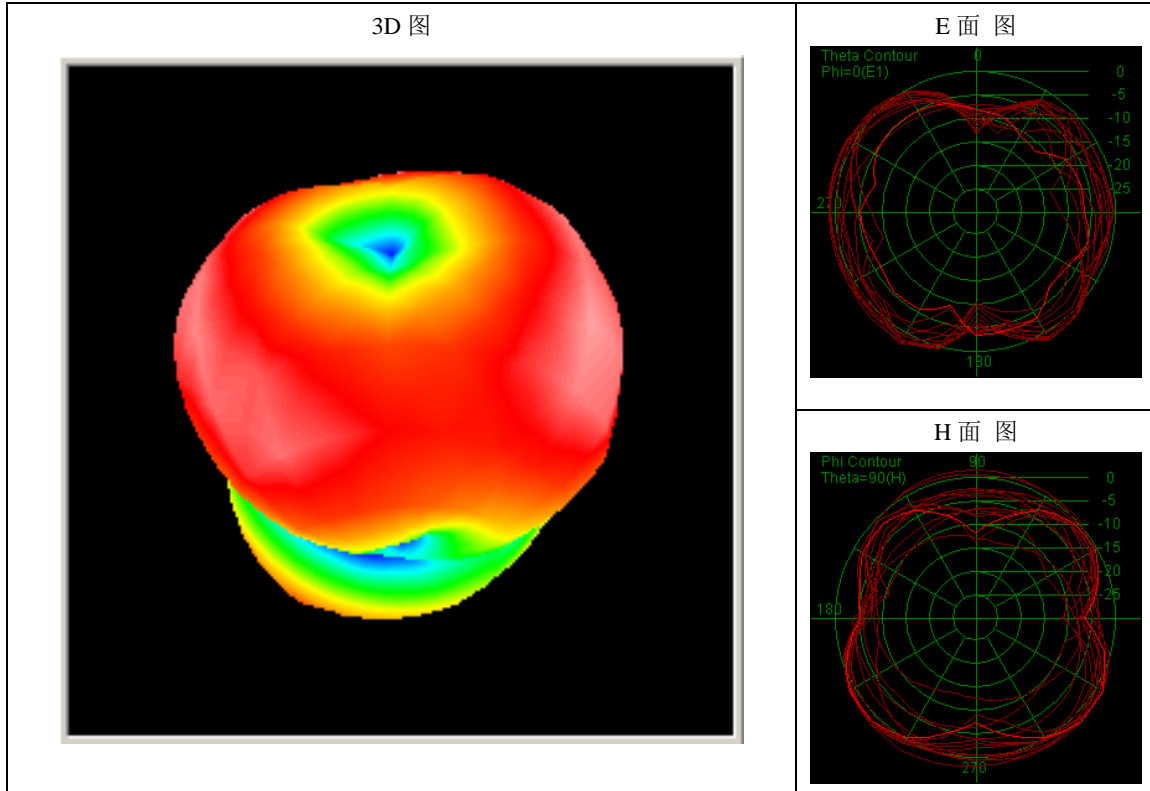 3D 图
E 面 图
Theta Contour
Phi=0(E1)
0
0
-5
-10
-15
-20
-25
270
180
H 面 图
Phi Contour
Theta=90(H)
90
0
-5
-10
-15
-20
-25
180
270